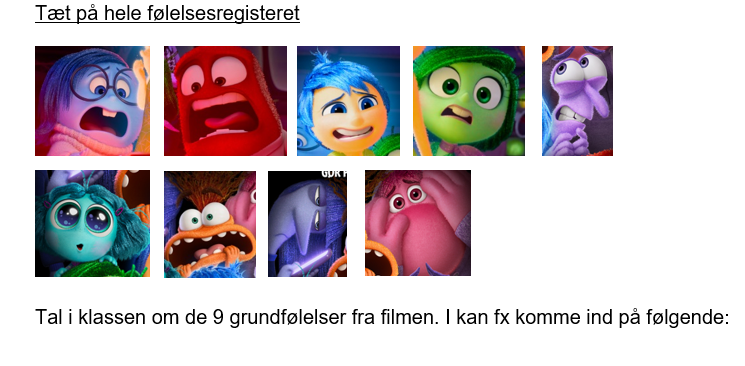 Tæt på hele følelsesregisteret
Tal i klassen om de 9 grundfølelser fra filmen. I kan fx komme ind på følgende: